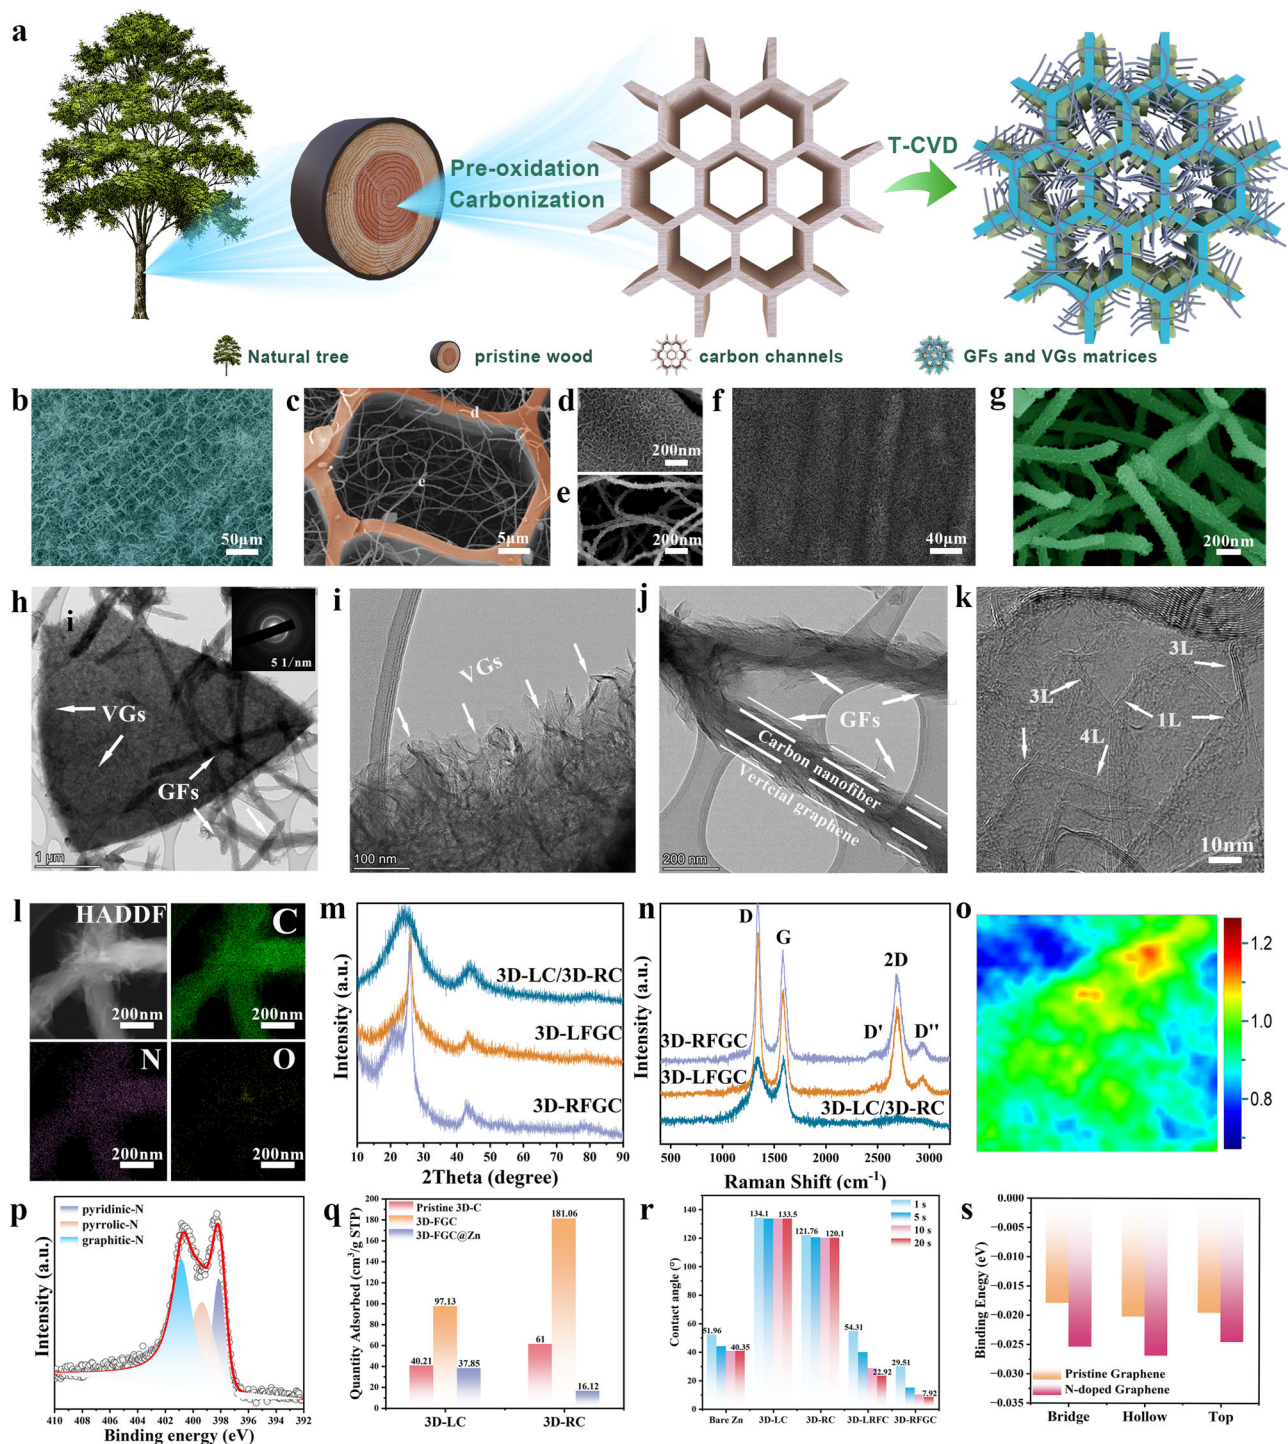 a
Pre-oxidation
Carbonization
T-CVD
Natural tree
pristine wood
carbon channels
GFs and VGs matrices
b
50μm
c
d
e
5μm
d
200nm
e
200nm
f
40μm
g
200nm
h
i
5 1/nm
VGs
GFs
1 μm
i
VGs
100 nm
j
GFs
Carbon nanofiber
Vertcial graphene
200 nm
k
3L
3L
1L
4L
10nm
l
HADDF
200nm
C
200nm
N
200nm
O
200nm
m
Intensity (a.u.)
3D-LC/3D-RC
3D-LFGC
3D-RFGC
10 20 30 40 50 60 70 80 90
2Theta (degree)
n
Intensity (a.u.)
D
G
2D
D'
D''
3D-RFGC
3D-LFGC
3D-LC/3D-RC
500 1000 1500 2000 2500 3000
Raman Shift (cm-1)
o
1.2
1.0
0.8
p
pyridinic-N
pyrrolic-N
graphitic-N
Intensity (a.u.)
410 408 406 404 402 400 398 396 394 392
Binding energy (eV)
q
Quantity Adsorbed (cm3/g STP)
200
180
160
140
120
100
80
60
40
20
0
Pristine 3D-C
3D-FGC
3D-FGC@Zn
40.21
97.13
37.85
61
181.06
16.12
3D-LC
3D-RC
r
Contact angle (°)
140
120
100
80
60
40
20
0
1 s
5 s
10 s
20 s
51.96
40.35
134.1
133.5
121.76
120.1
54.31
22.92
29.51
7.92
Bare Zn
3D-LC
3D-RC
3D-LRFC
3D-RFGC
s
Binding Enegy (eV)
0.000
-0.005
-0.010
-0.015
-0.020
-0.025
-0.030
-0.035
Pristine Graphene
N-doped Graphene
Bridge
Hollow
Top